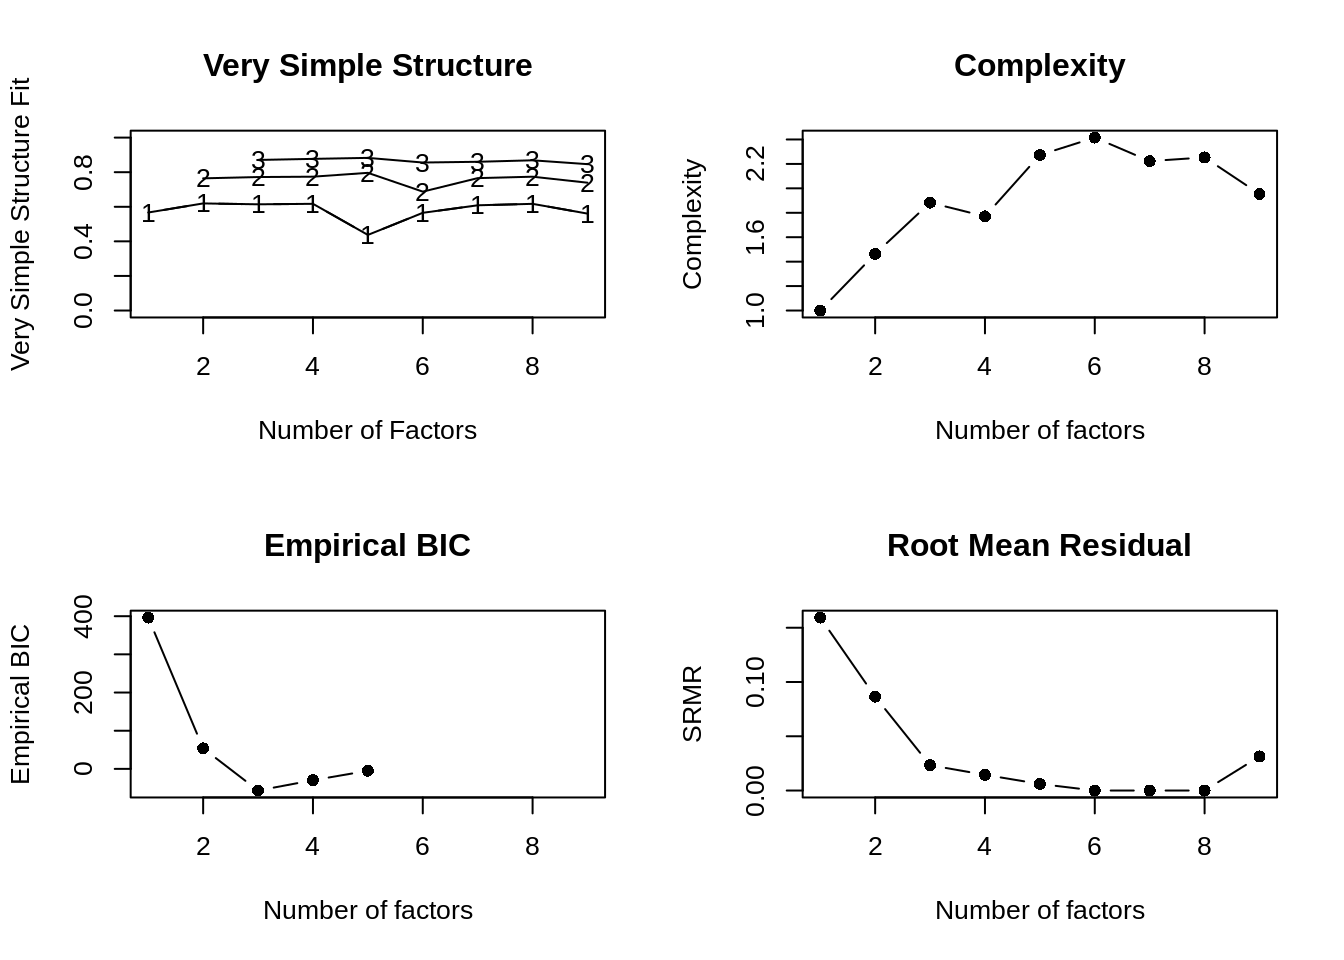 Very Simple Structure
Very Simple Structure Fit
0.8
0.4
0.0
3 3 3 3 3 3 3
2 2 2 2 2 2 2 2
1 1 1 1 1 1 1 1 1
2 4 6 8
Number of Factors
Complexity
Complexity
2.2
1.6
1.0
2 4 6 8
Number of factors
Empirical BIC
Empirical BIC
400
200
0
2 4 6 8
Number of factors
Root Mean Residual
SRMR
0.10
0.00
2 4 6 8
Number of factors